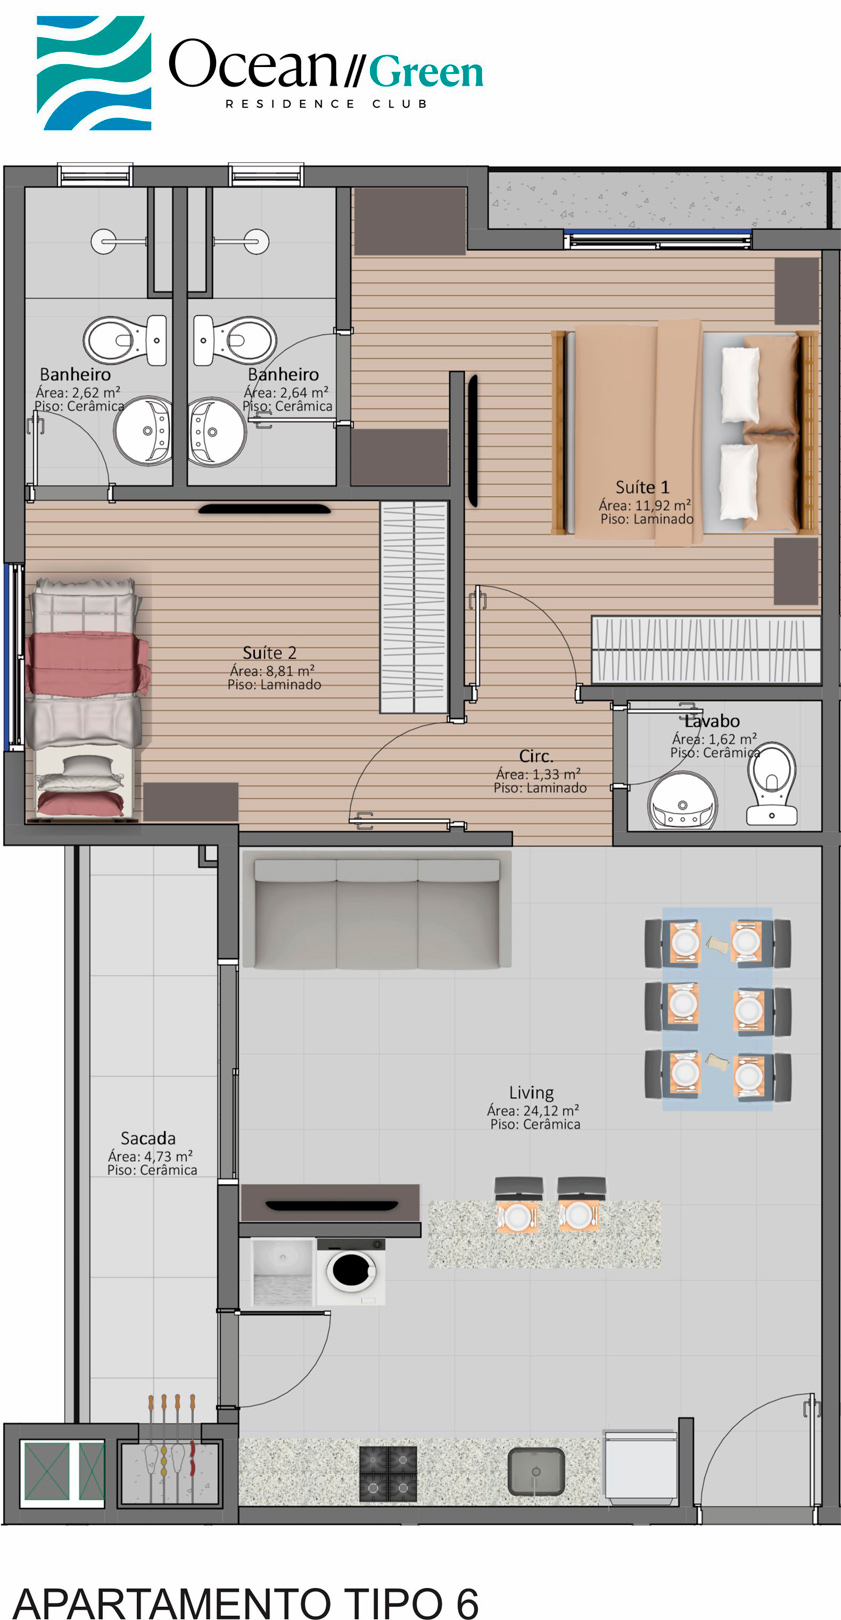 Ocean//Green
RESIDENCE CLUB
Banheiro
Área: 2,62 m²
Piso: Cerâmica
Banheiro
Área: 2,64 m²
Piso: Cerâmica
Suíte 1
Área: 11,92 m²
Piso: Laminado
Suíte 2
Área: 8,81 m²
Piso: Laminado
Lavabo
Área: 1,62 m²
Piso: Cerâmica
Circ.
Área: 1,33 m²
Piso: Laminado
Living
Área: 24,12 m²
Piso: Cerâmica
Sacada
Área: 4,73 m²
Piso: Cerâmica
APARTAMENTO TIPO 6